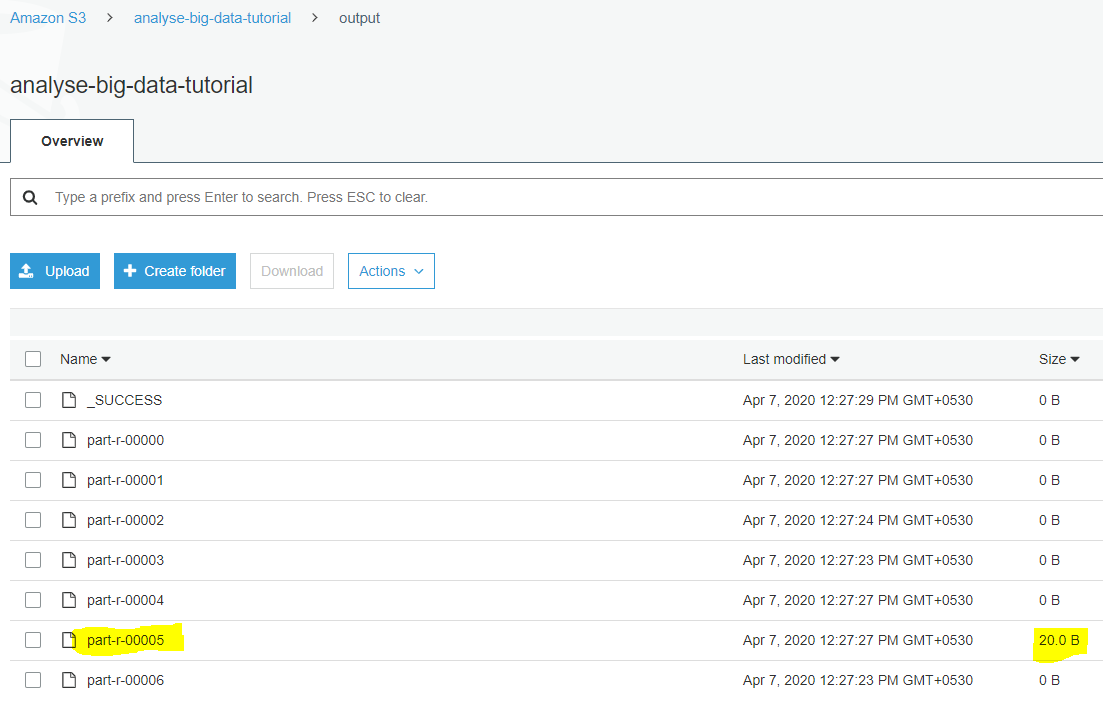 Amazon S3 > analyse-big-data-tutorial > output
analyse-big-data-tutorial
Overview
Type a prefix and press Enter to search. Press ESC to clear.
Upload Create folder Download Actions
Name Last modified Size
_SUCCESS Apr 7, 2020 12:27:29 PM GMT+0530 0 B
part-r-00000 Apr 7, 2020 12:27:27 PM GMT+0530 0 B
part-r-00001 Apr 7, 2020 12:27:27 PM GMT+0530 0 B
part-r-00002 Apr 7, 2020 12:27:24 PM GMT+0530 0 B
part-r-00003 Apr 7, 2020 12:27:23 PM GMT+0530 0 B
part-r-00004 Apr 7, 2020 12:27:27 PM GMT+0530 0 B
part-r-00005 Apr 7, 2020 12:27:27 PM GMT+0530 20.0 B
part-r-00006 Apr 7, 2020 12:27:23 PM GMT+0530 0 B